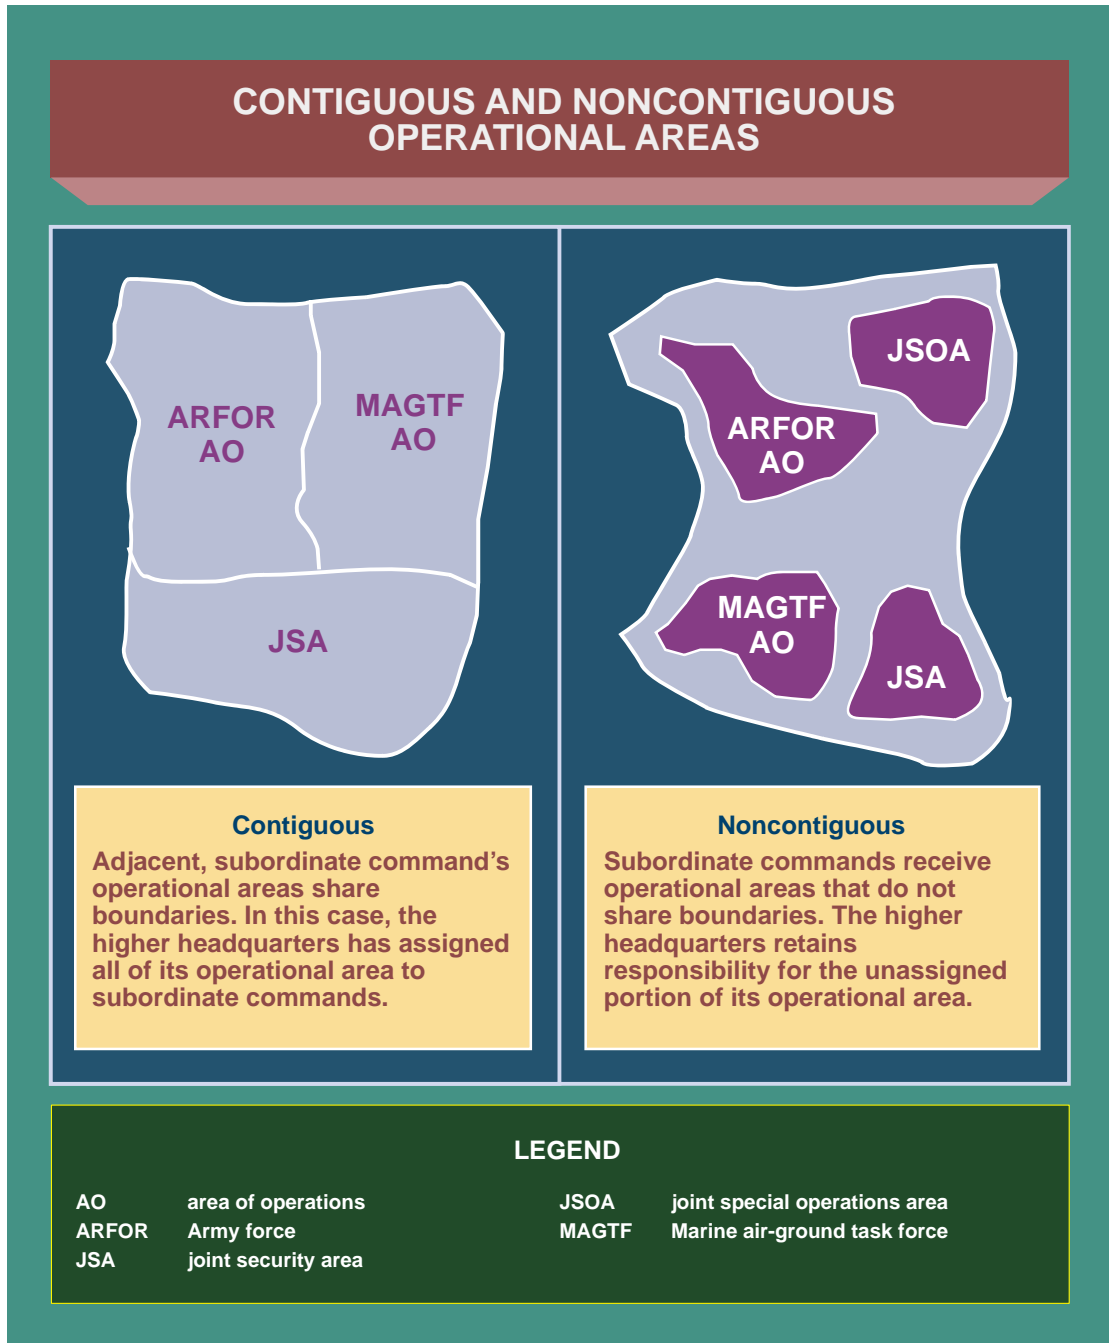 CONTIGUOUS AND NONCONTIGUOUS
OPERATIONAL AREAS
ARFOR
AO
MAGTF
AO
JSA
JSOA
ARFOR
AO
MAGTF
AO
JSA
Contiguous
Adjacent, subordinate command’s
operational areas share
boundaries. In this case, the
higher headquarters has assigned
all of its operational area to
subordinate commands.
Noncontiguous
Subordinate commands receive
operational areas that do not
share boundaries. The higher
headquarters retains
responsibility for the unassigned
portion of its operational area.
LEGEND
AO area of operations
ARFOR Army force
JSA joint security area
JSOA joint special operations area
MAGTF Marine air-ground task force